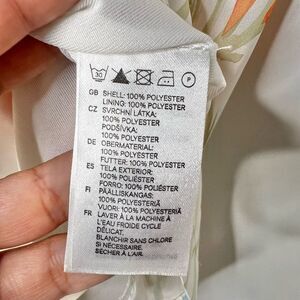 30
P
GB SHELL: 100% POLYESTER
LINING: 100% POLYESTER
CZ SVRCHNÍ LÁTKA:
100% POLYESTER
PODŠÍVKA:
100% POLYESTER
DE OBERMATERIAL:
100% POLYESTER
FUTTER: 100% POLYESTER
ES TELA EXTERIOR:
100% POLIÉSTER
FORRO: 100% POLIÉSTER
FI PÄÄLLISKANGAS:
100% POLYESTERIÄ
VUORI: 100% POLYESTERIÄ
FR LAVER À LA MACHINE À
L'EAU FROIDE CYCLE
DÉLICAT,
BLANCHIR SANS CHLORE
SI NÉCESSAIRE,
SÉCHER À L'AIR.